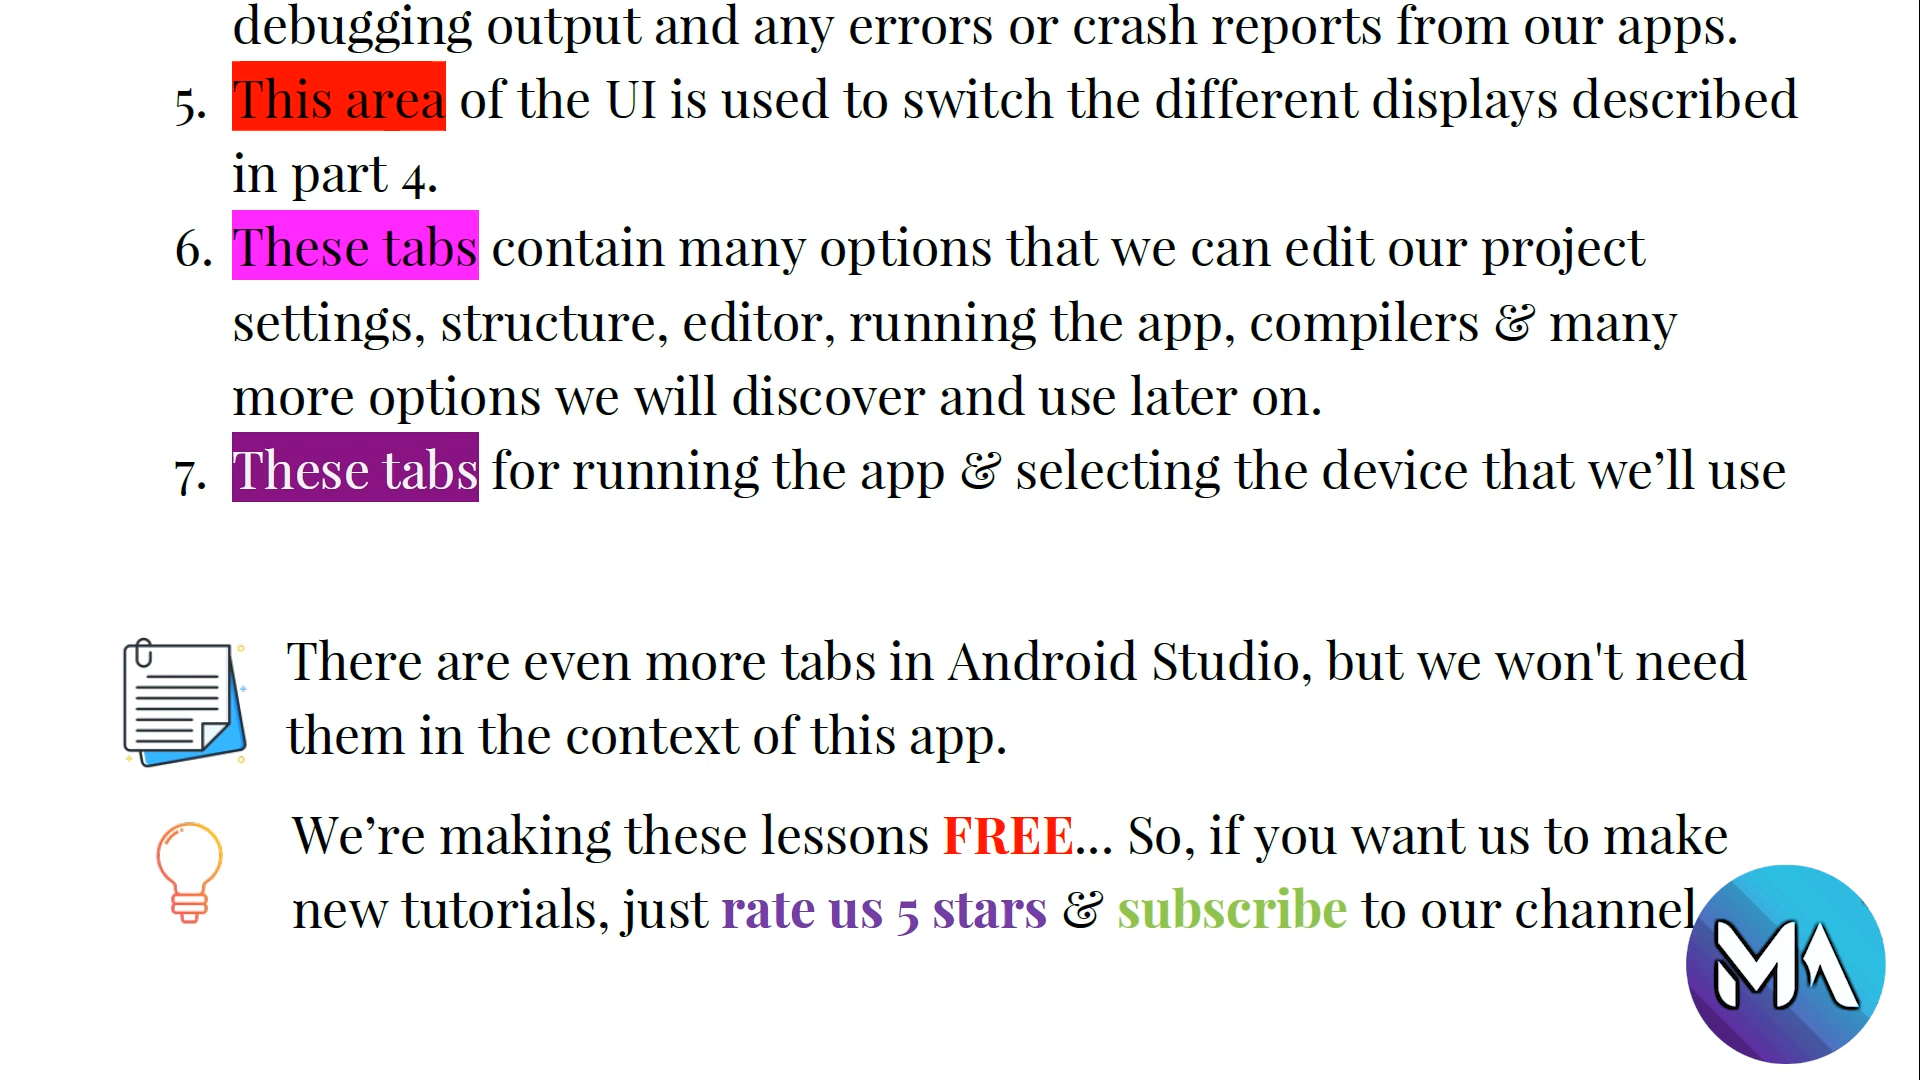 debugging output and any errors or crash reports from our apps.
5. This area of the UI is used to switch the different displays described
in part 4.
6. These tabs contain many options that we can edit our project
settings, structure, editor, running the app, compilers & many
more options we will discover and use later on.
7. These tabs for running the app & selecting the device that we’ll use
There are even more tabs in Android Studio, but we won't need
them in the context of this app.
We’re making these lessons FREE... So, if you want us to make
new tutorials, just rate us 5 stars & subscribe to our channel
MA